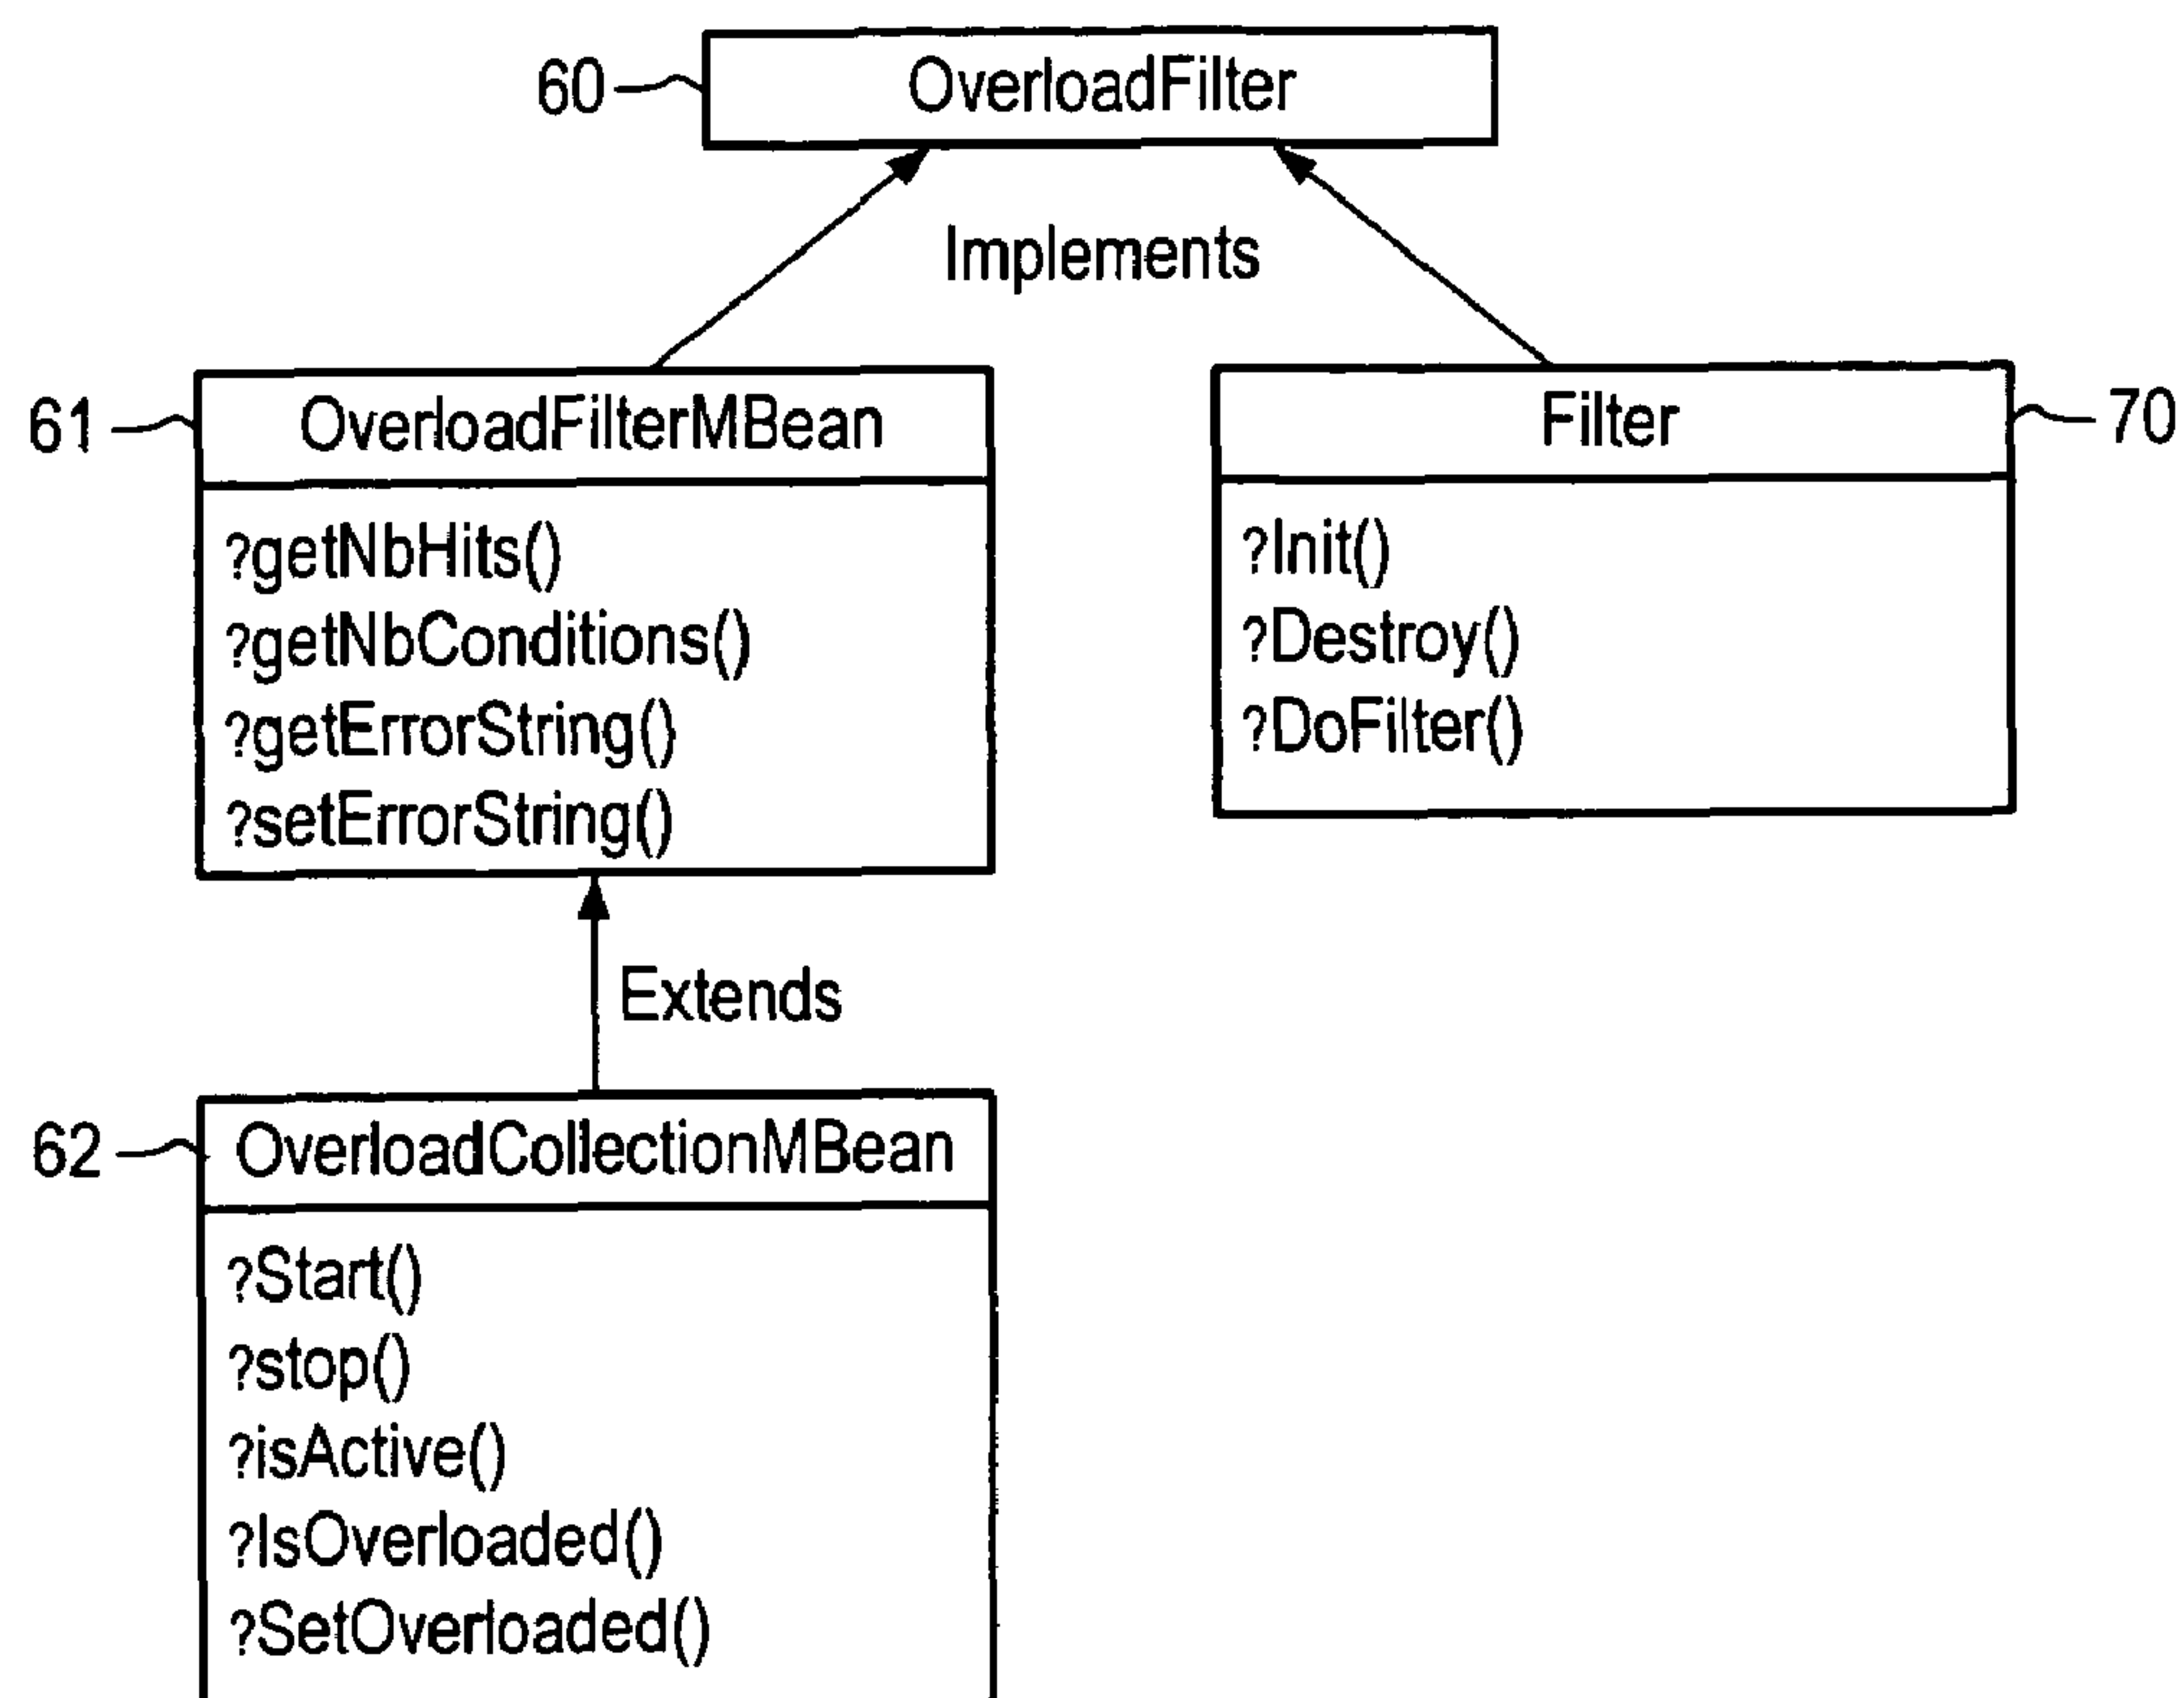 60
OverloadFilter
Implements
61
OverloadFilterMBean
Filter
70
?getNbHits()
?getNbConditions()
?getErrorString()
?setErrorString()
?Init()
?Destroy()
?DoFilter()
Extends
62
OverloadCollectionMBean
?Start()
?stop()
?isActive()
?IsOverloaded()
?SetOverloaded()